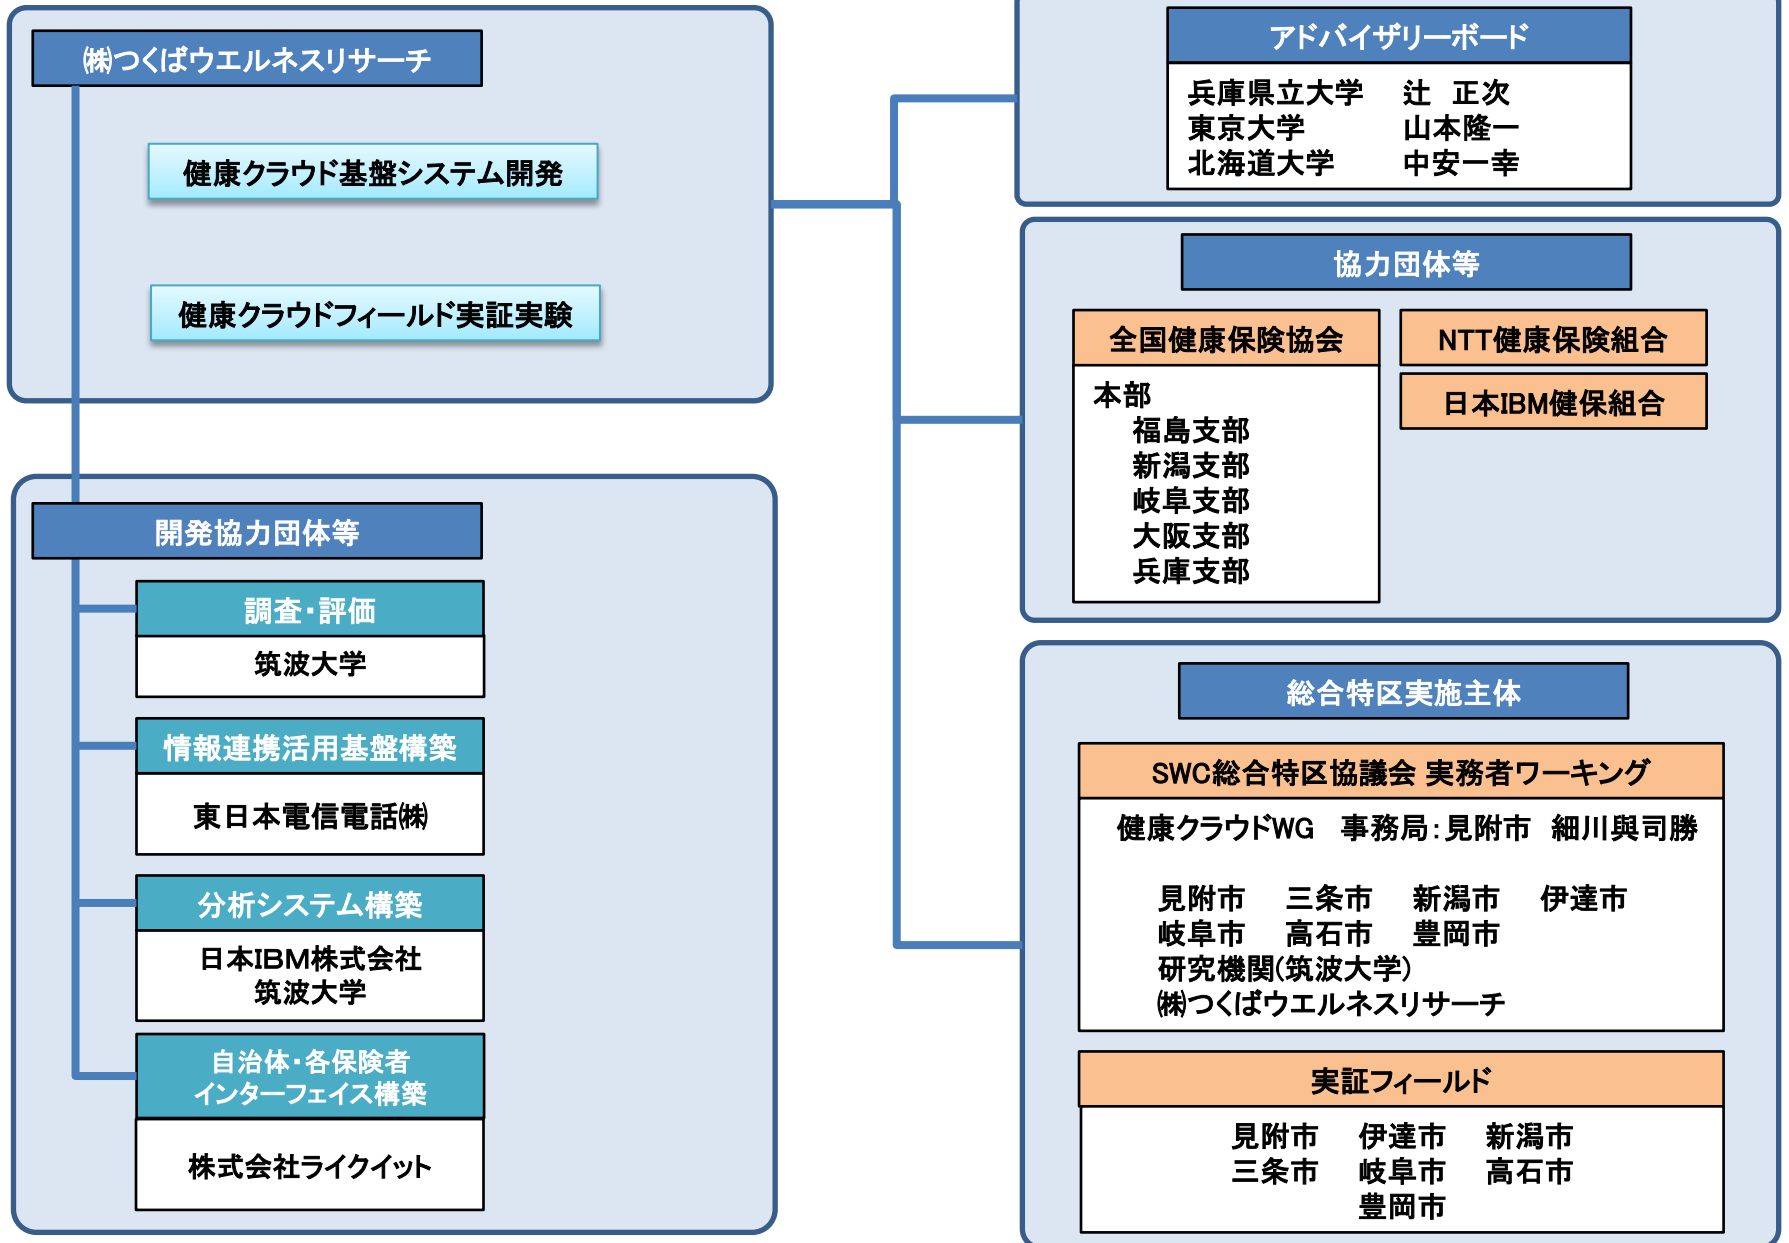 ㈱つくばウエルネスリサーチ
健康クラウド基盤システム開発
健康クラウドフィールド実証実験
開発協力団体等
調査・評価
筑波大学
情報連携活用基盤構築
東日本電信電話㈱
分析システム構築
日本IBM株式会社
筑波大学
自治体・各保険者
インターフェイス構築
株式会社ライクイット
アドバイザリーボード
兵庫県立大学　辻　正次
東京大学　山本隆一
北海道大学　中安一幸
協力団体等
全国健康保険協会
本部
福島支部
新潟支部
岐阜支部
大阪支部
兵庫支部
NTT健康保険組合
日本IBM健保組合
総合特区実施主体
SWC総合特区協議会 実務者ワーキング
健康クラウドWG　事務局：見附市　細川與司勝
見附市　三条市　新潟市　伊達市
岐阜市　高石市　豊岡市
研究機関(筑波大学)
㈱つくばウエルネスリサーチ
実証フィールド
見附市　伊達市　新潟市
三条市　岐阜市　高石市
豊岡市